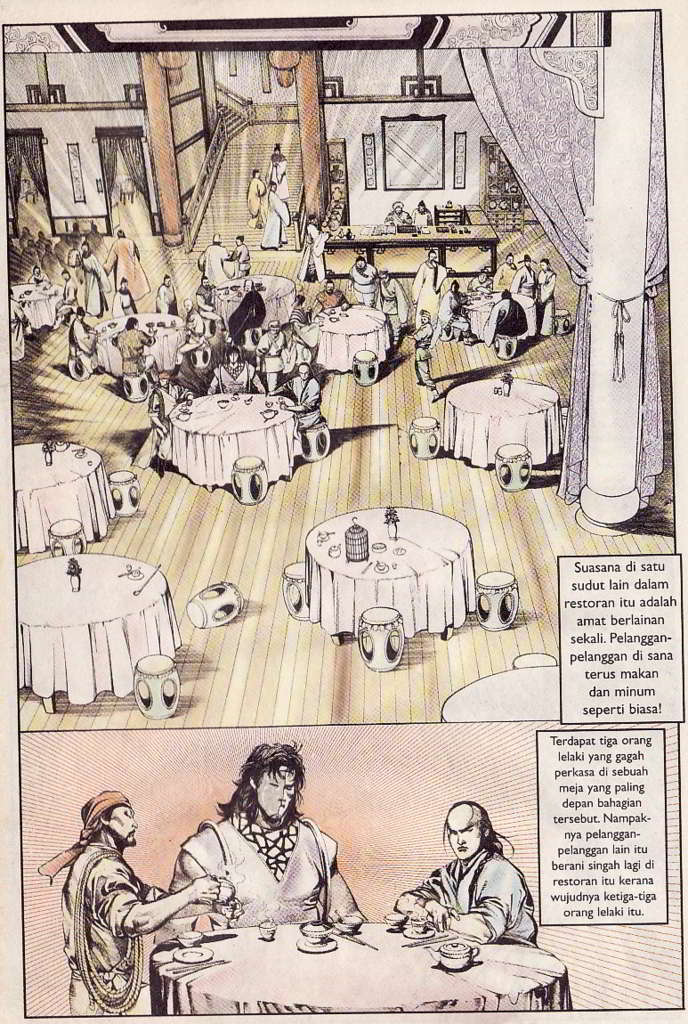 Suasana di satu
sudut lain dalam
restoran itu adalah
amat berlainan
sekali. Pelanggan-
pelanggan di sana
terus makan
dan minum
seperti biasa!
Terdapat tiga orang
lelaki yang gagah
perkasa di sebuah
meja yang paling
depan bahagian
tersebut. Nampak-
nya pelanggan-
pelanggan lain itu
berani singah lagi di
restoran itu kerana
wujudnya ketiga-tiga
orang lelaki itu.